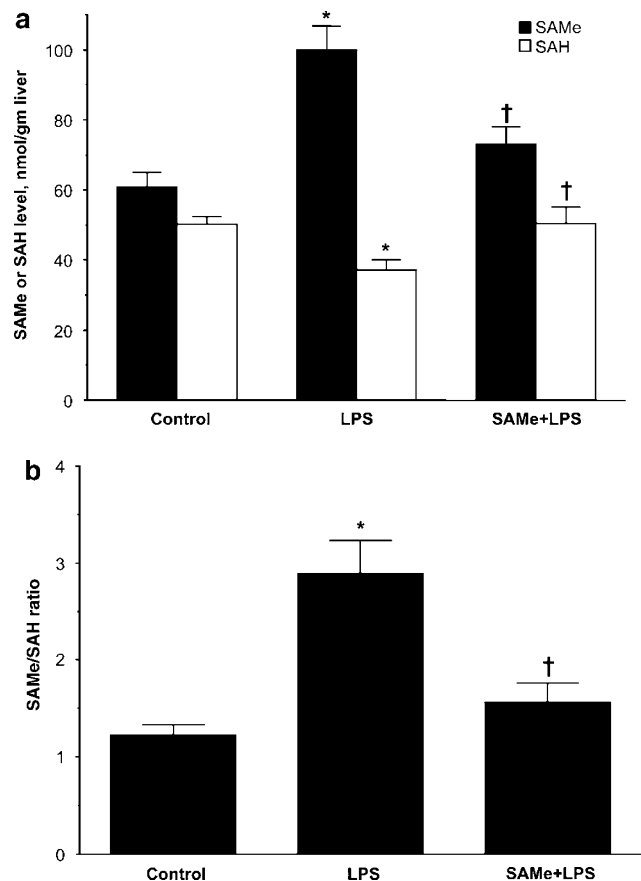 a
SAMe
SAH
SAMe or SAH level, nmol/gm liver
100
80
60
40
20
0
*
*
†
†
Control LPS SAMe+LPS
b
SAMe/SAH ratio
4
3
2
1
0
*
†
Control LPS SAMe+LPS